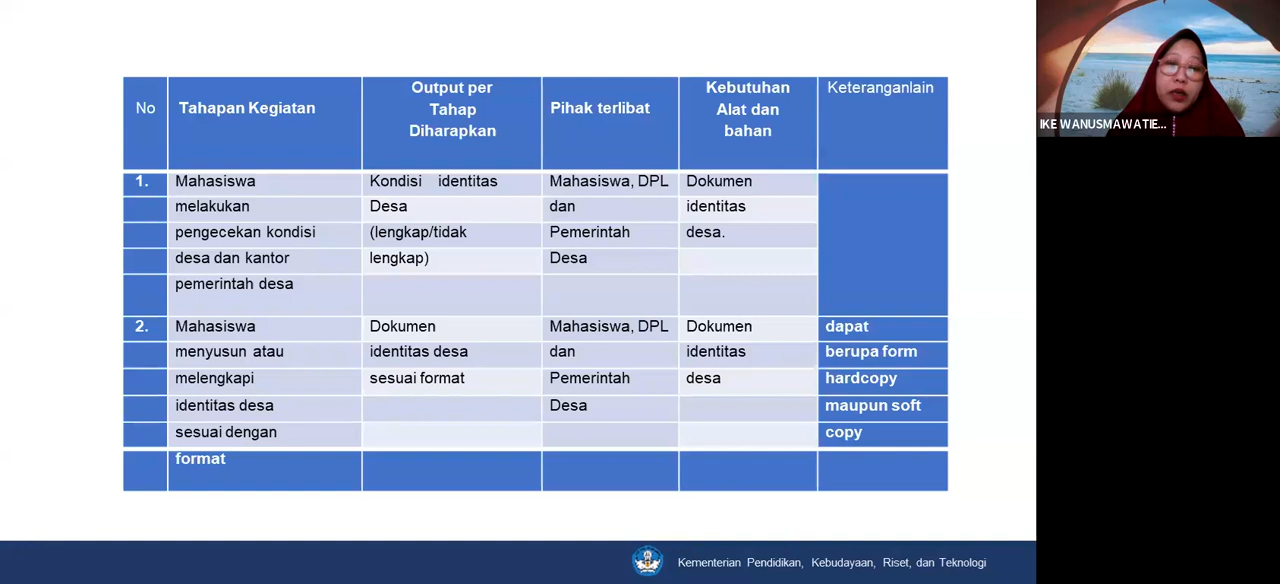 No
Tahapan Kegiatan
Output per
Tahap
Diharapkan
Pihak terlibat
Kebutuhan
Alat dan
bahan
Keteranganlain
1.
Mahasiswa
melakukan
pengecekan kondisi
desa dan kantor
pemerintah desa
Kondisi identitas
Desa
(lengkap/tidak
lengkap)
Mahasiswa, DPL
dan
Pemerintah
Desa
Dokumen
identitas
desa.
2.
Mahasiswa
menyusun atau
melengkapi
identitas desa
sesuai dengan
format
Dokumen
identitas desa
sesuai format
Mahasiswa, DPL
dan
Pemerintah
Desa
Dokumen
identitas
desa
dapat
berupa form
hardcopy
maupun soft
copy
Kementerian Pendidikan, Kebudayaan, Riset, dan Teknologi
IKE WANUSMAWATIE...